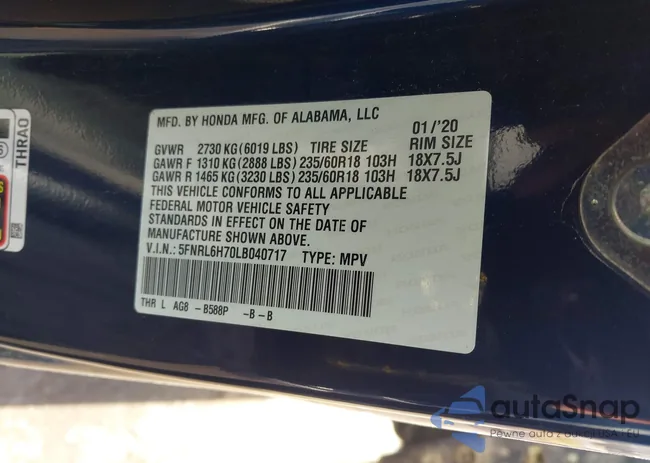 MFD. BY HONDA MFG. OF ALABAMA, LLC
01/'20
GVWR 2730 KG(6019 LBS) TIRE SIZE RIM SIZE
GAWR F 1310 KG(2888 LBS)235/60R18 103H 18X7.5J
GAWR R 1465 KG(3230 LBS)235/60R18 103H 18X7.5J
THIS VEHICLE CONFORMS TO ALL APPLICABLE
FEDERAL MOTOR VEHICLE SAFETY
STANDARDS IN EFFECT ON THE DATE OF
MANUFACTURE SHOWN ABOVE.
V.I.N.:5FNRL6H70LB040717 TYPE: MPV
THR L AG8 -B588P -B-B
THRA0
autoSnap
Pewne auto z